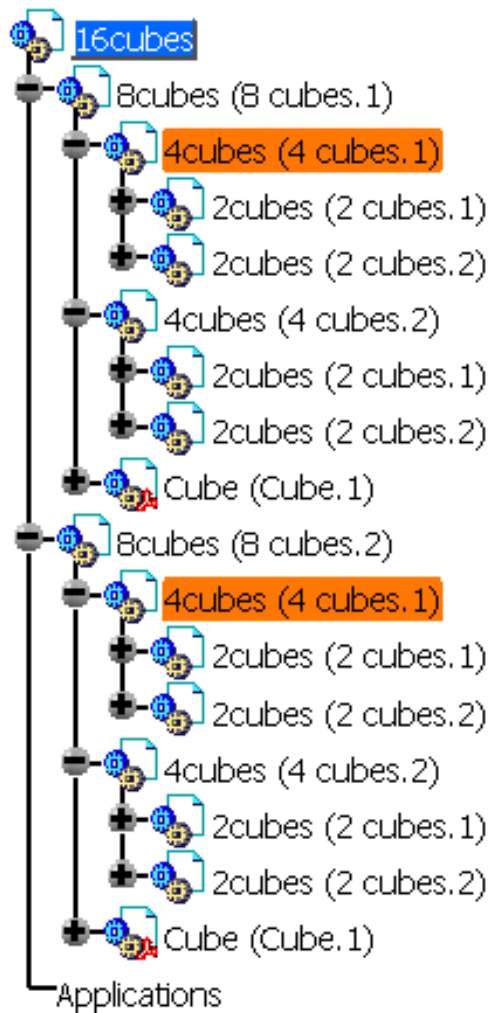 16cubes
8cubes (8 cubes.1)
4cubes (4 cubes.1)
2cubes (2 cubes.1)
2cubes (2 cubes.2)
4cubes (4 cubes.2)
2cubes (2 cubes.1)
2cubes (2 cubes.2)
Cube (Cube.1)
8cubes (8 cubes.2)
4cubes (4 cubes.1)
2cubes (2 cubes.1)
2cubes (2 cubes.2)
4cubes (4 cubes.2)
2cubes (2 cubes.1)
2cubes (2 cubes.2)
Cube (Cube.1)
Applications